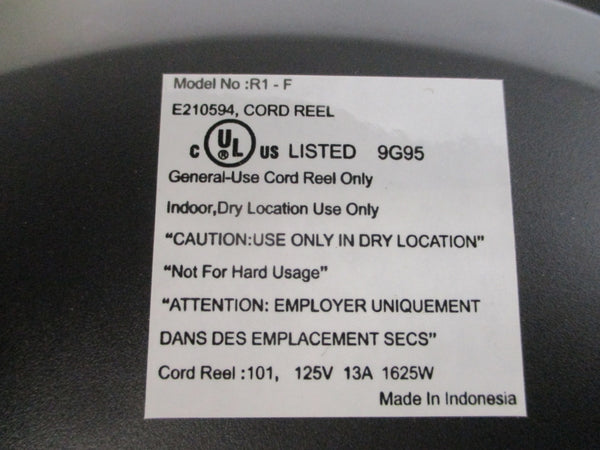 Model No :R1 - F
E210594, CORD REEL
c UL ® US LISTED 9G95
General-Use Cord Reel Only
Indoor,Dry Location Use Only
"CAUTION:USE ONLY IN DRY LOCATION"
"Not For Hard Usage"
"ATTENTION: EMPLOYER UNIQUEMENT
DANS DES EMPLACEMENT SECS"
Cord Reel :101, 125V 13A 1625W
Made In Indonesia